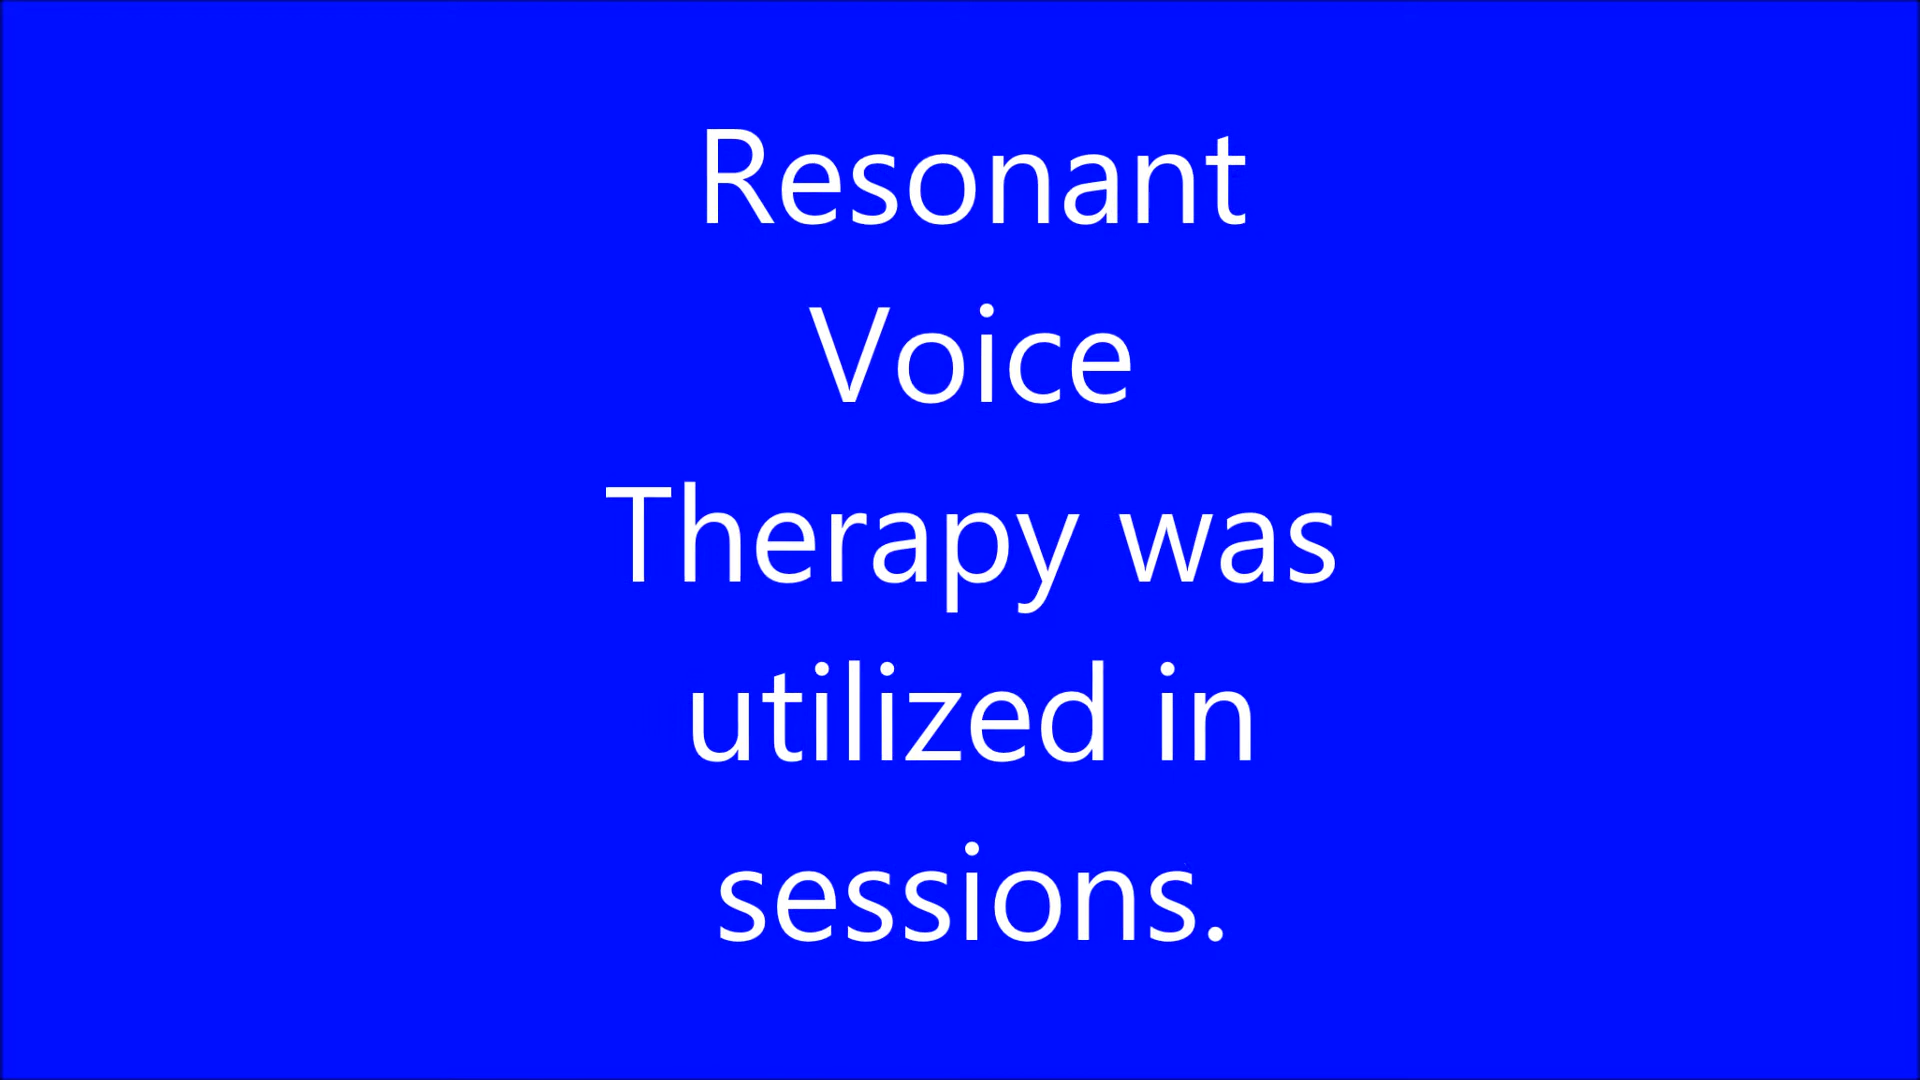 Resonant
Voice
Therapy was
utilized in
sessions.